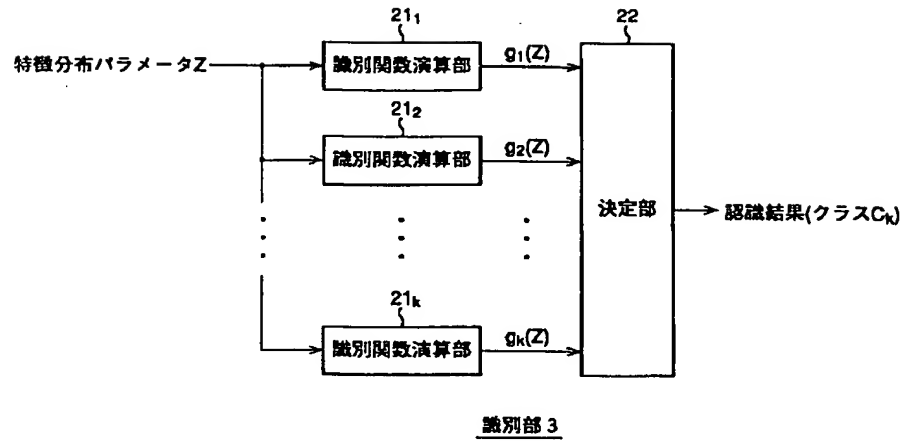 21₁
22
特徴分布パラメータZ
識別関数演算部
g₁(Z)
21₂
識別関数演算部
g₂(Z)
決定部
認識結果(クラスCₖ)
21ₖ
識別関数演算部
gₖ(Z)
識別部 3